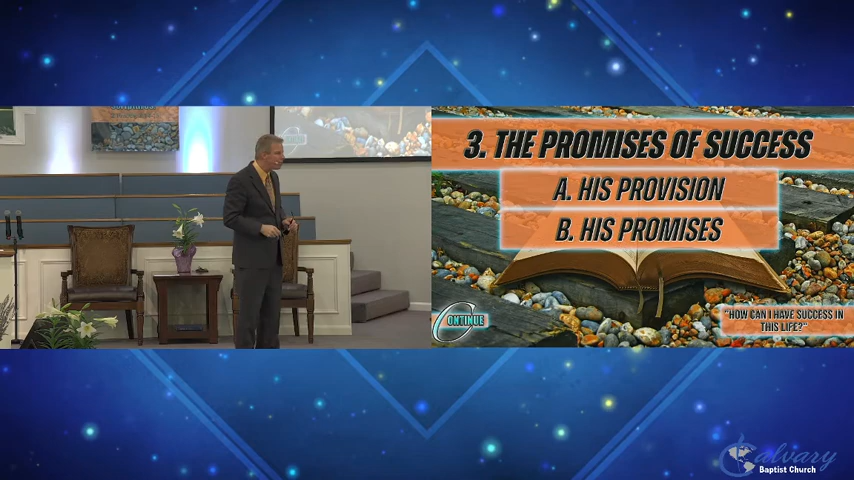 3. THE PROMISES OF SUCCESS
A. HIS PROVISION
B. HIS PROMISES
CONTINUE
"HOW CAN I HAVE SUCCESS IN
THIS LIFE?"
Calvary
Baptist Church